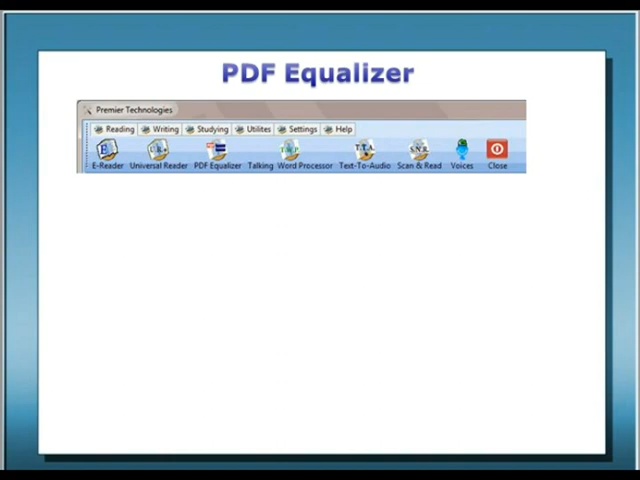 PDF Equalizer
Premier Technologies
Reading Writing Studying Utilites Settings Help
E-Reader Universal Reader PDF Equalizer Talking Word Processor Text-To-Audio Scan & Read Voices Close